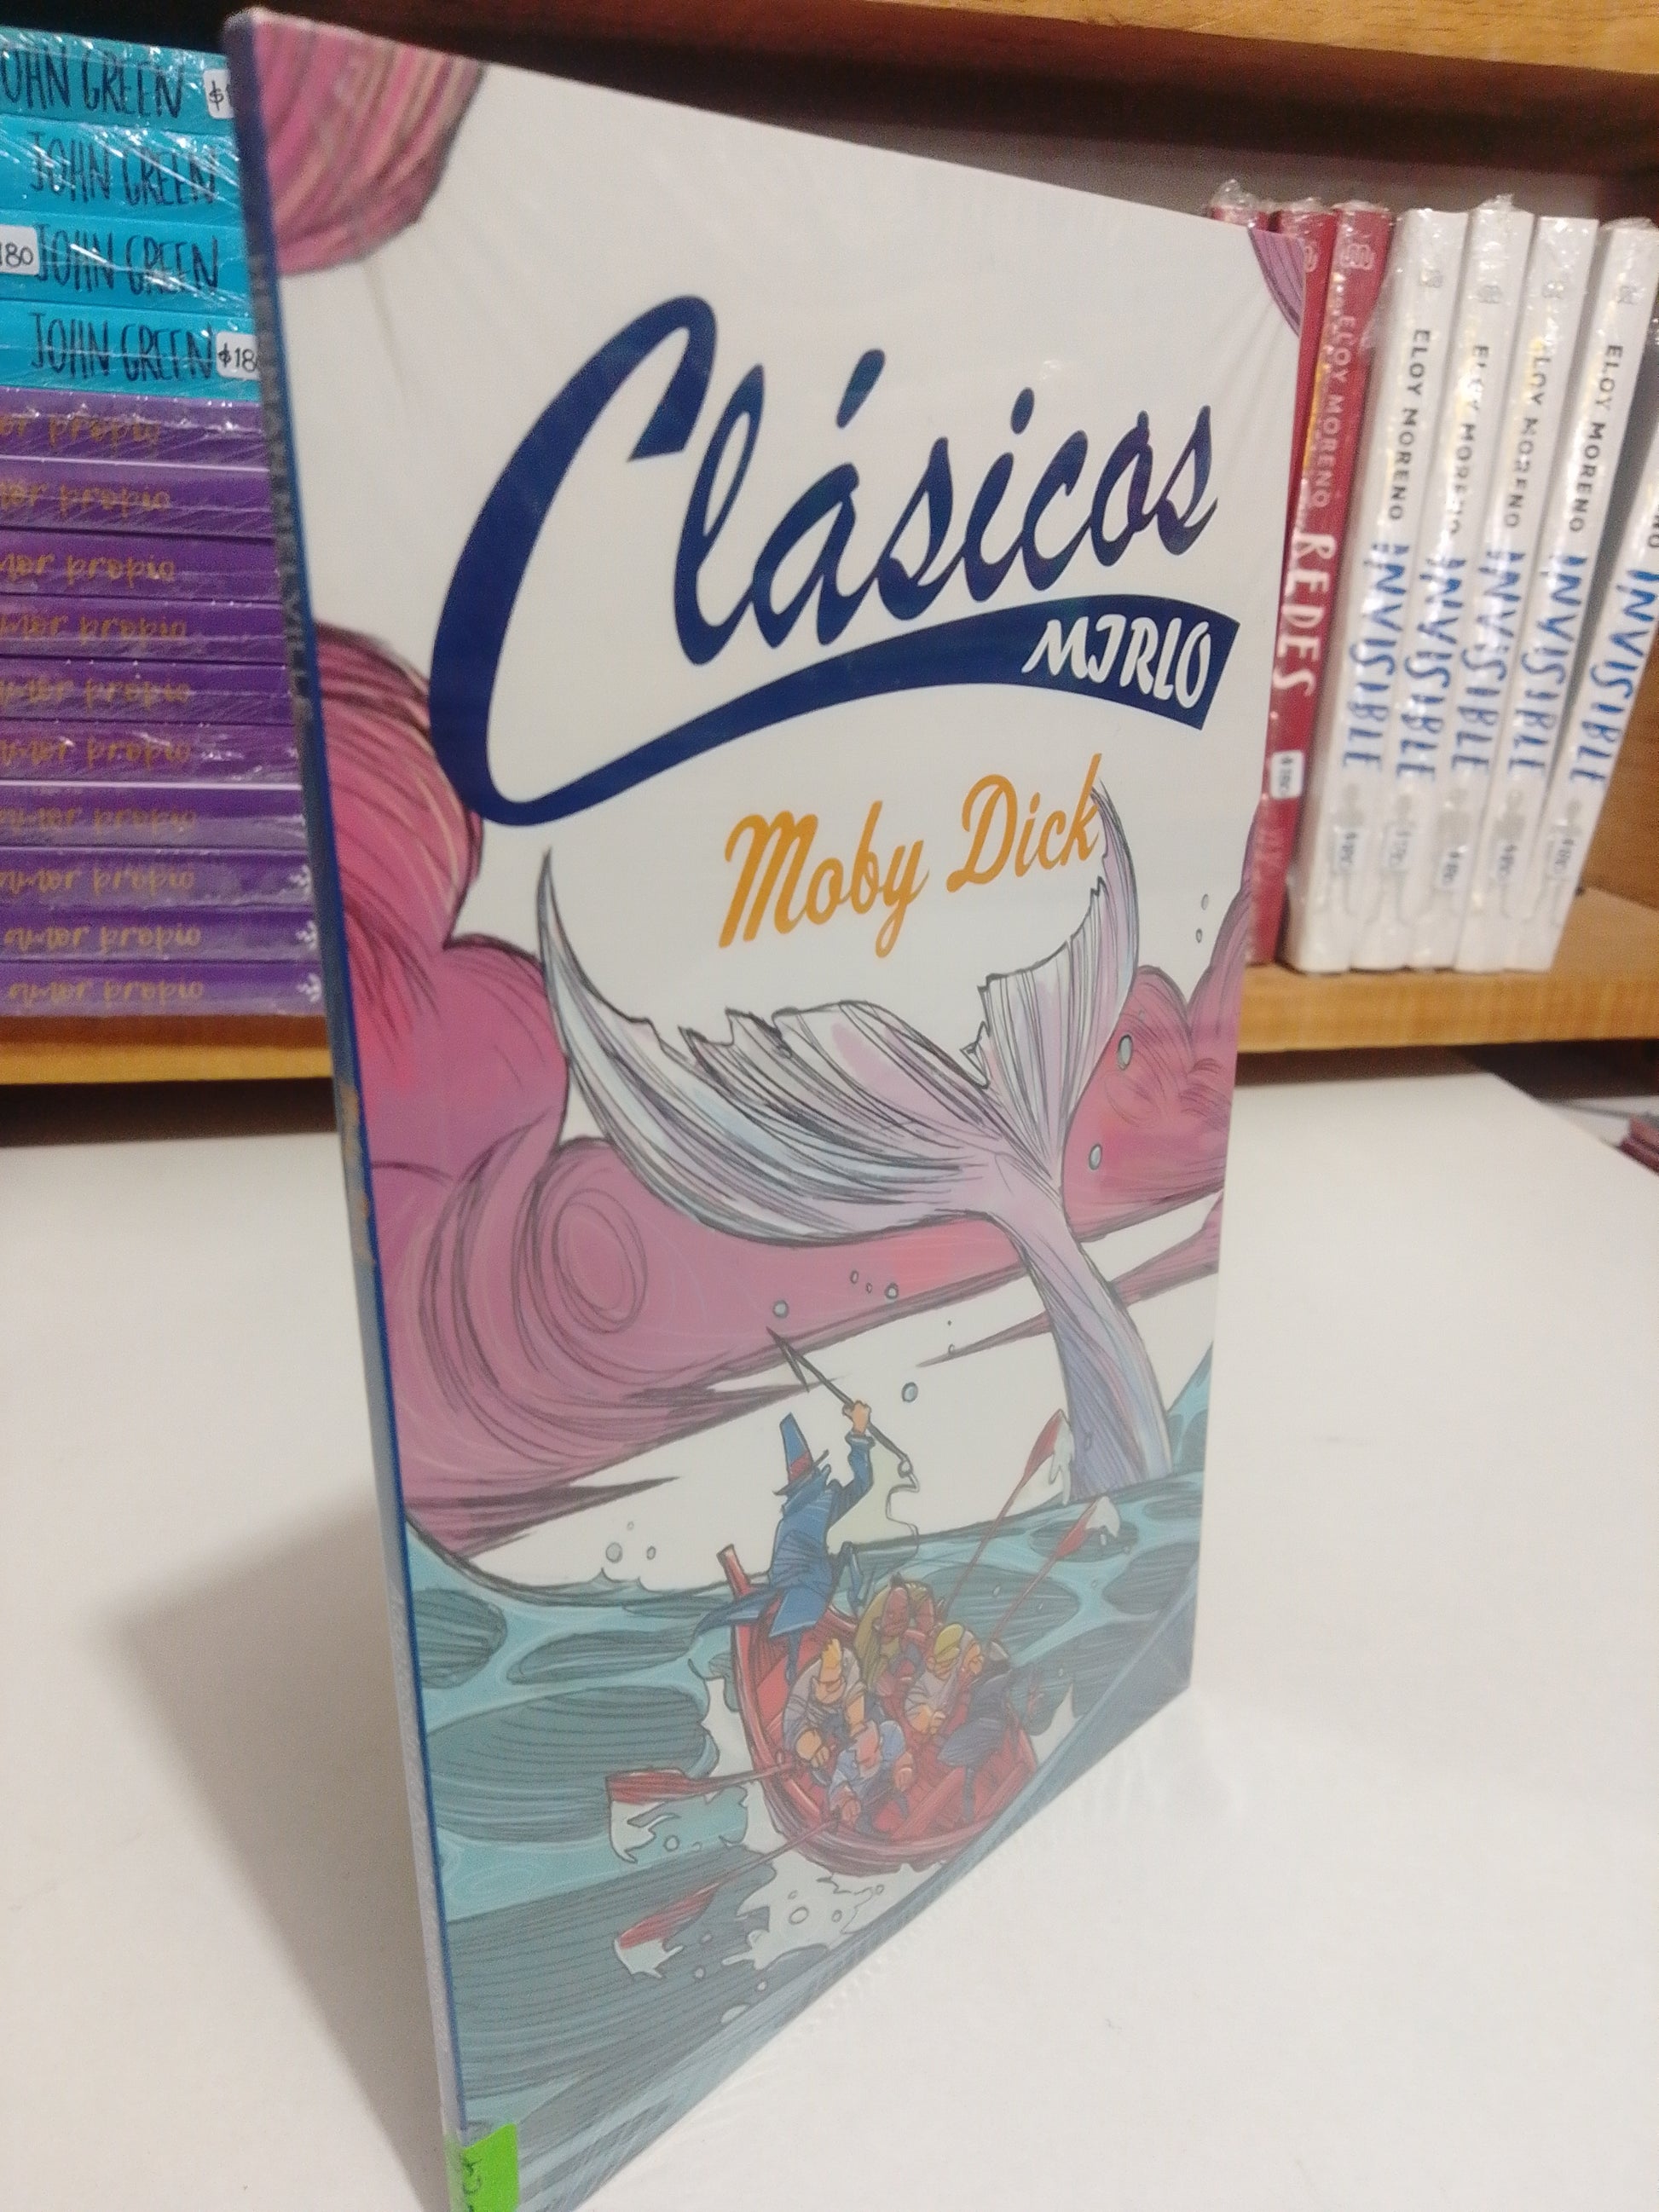 Clásicos
MIRLO
Moby Dick
HERMAN MELVILLE
JOHN GREEN
JOHN GREEN
JOHN GREEN
JOHN GREEN
$180
amor propio
amor propio
amor propio
amor propio
amor propio
amor propio
amor propio
amor propio
amor propio
amor propio
ELOY MORENO REDES
ELOY MORENO INVISIBLE
ELOY MORENO INVISIBLE
ELOY MORENO INVISIBLE
ELOY MORENO INVISIBLE
INVISIBLE